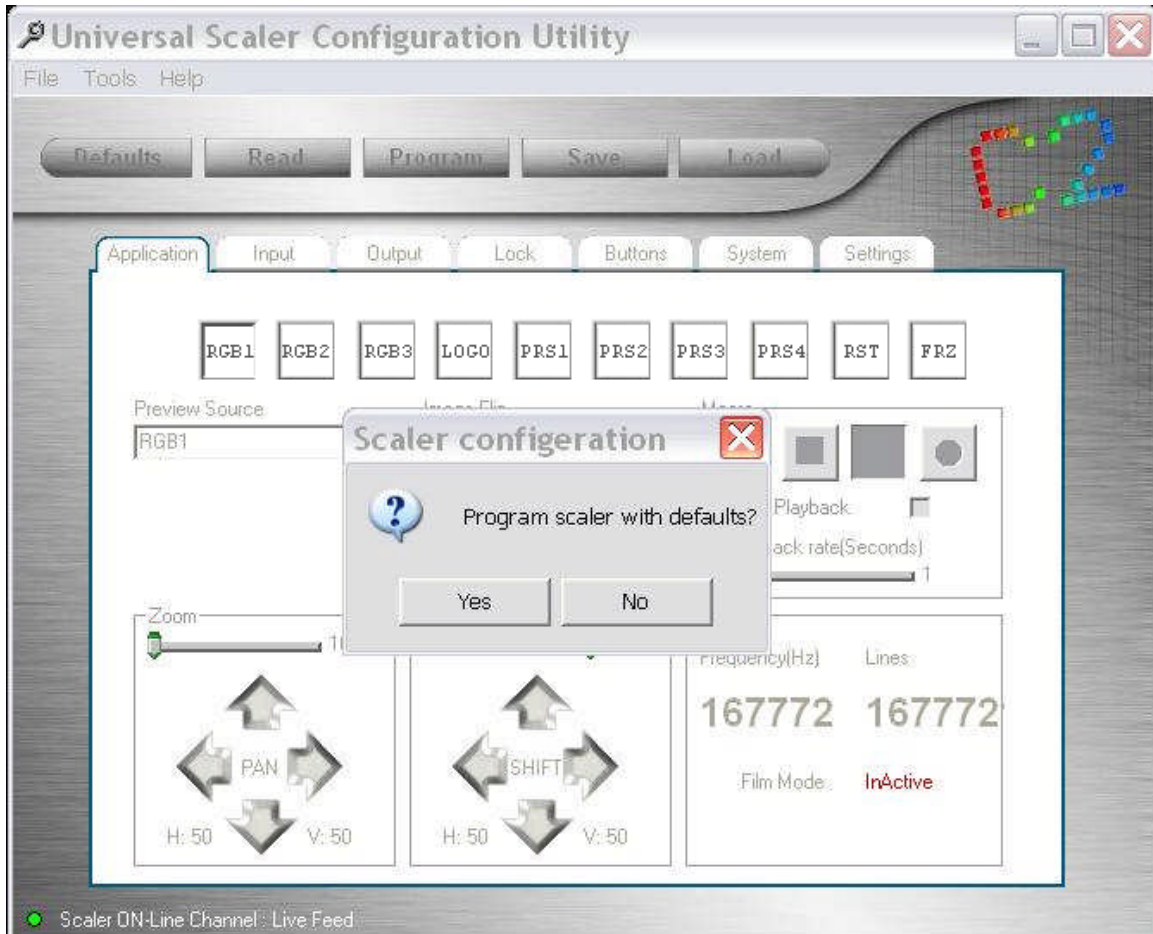 Universal Scaler Configuration Utility
File Tools Help
Defaults Read Program Save Load
C2
Application Input Output Lock Buttons System Settings
RGB1 RGB2 RGB3 LOGO PRS1 PRS2 PRS3 PRS4 RST FRZ
Preview Source
RGB1
Scaler configeration
Program scaler with defaults?
Yes No
Playback
ack rate(Seconds)
1
Zoom
PAN
H: 50 V: 50
SHIFT
H: 50 V: 50
Frequency(Hz) Lines
167772 167772
Film Mode InActive
Scaler ON-Line Channel : Live Feed